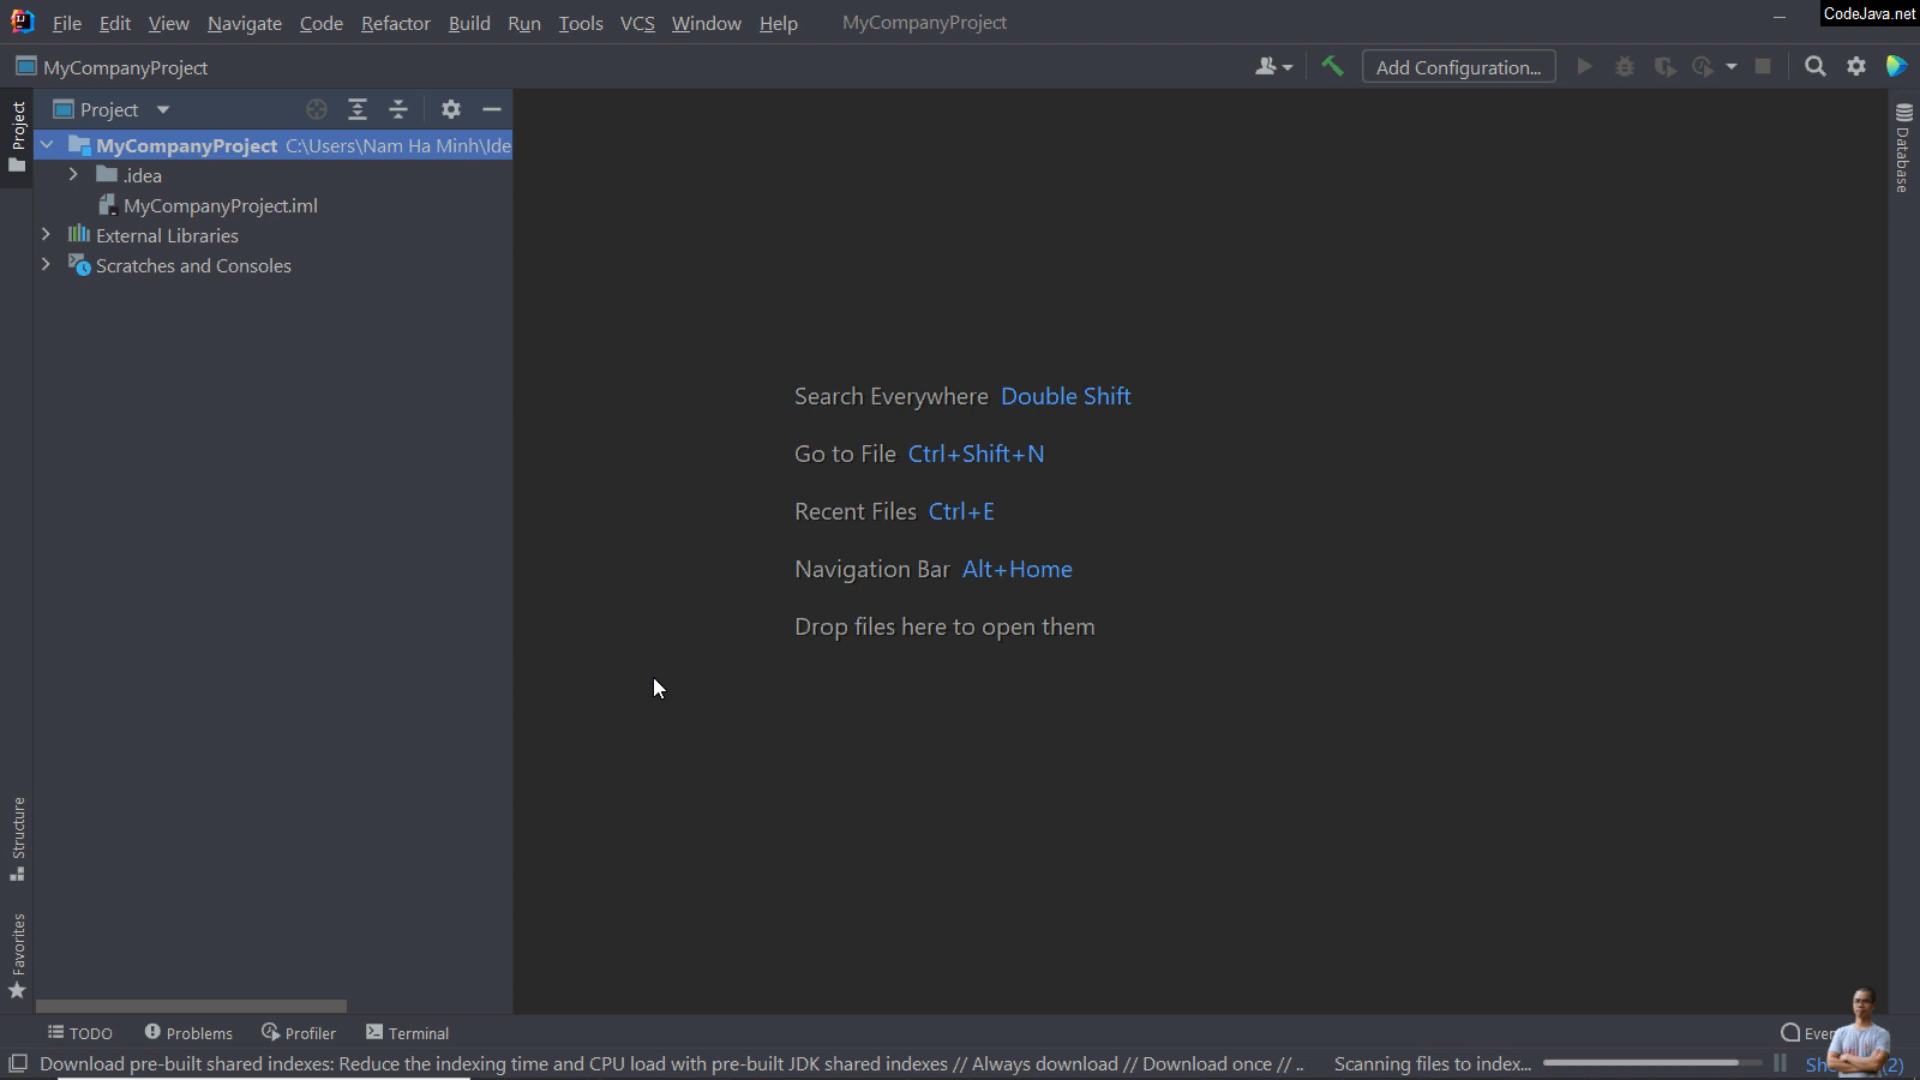 File Edit View Navigate Code Refactor Build Run Tools VCS Window Help MyCompanyProject
CodeJava.net
MyCompanyProject
Add Configuration...
Project
Project
MyCompanyProject C:\Users\Nam Ha Minh\Ide
.idea
MyCompanyProject.iml
External Libraries
Scratches and Consoles
Database
Search Everywhere Double Shift
Go to File Ctrl+Shift+N
Recent Files Ctrl+E
Navigation Bar Alt+Home
Drop files here to open them
Structure
Favorites
TODO Problems Profiler Terminal
Download pre-built shared indexes: Reduce the indexing time and CPU load with pre-built JDK shared indexes // Always download // Download once // .. Scanning files to index... (2)